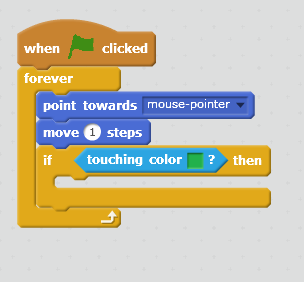 when clicked
forever
point towards mouse-pointer
move 1 steps
if touching color ? then